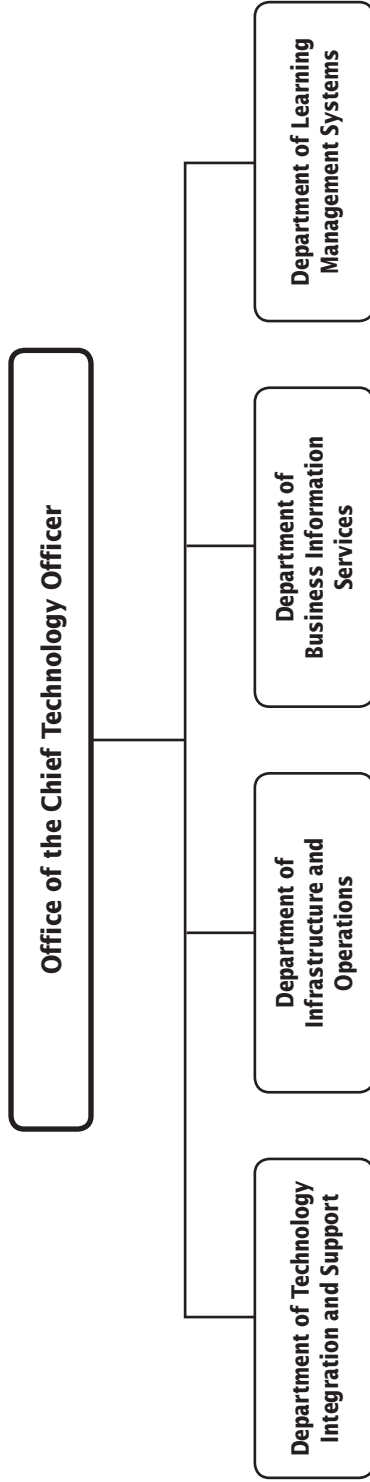 Office of the Chief Technology Officer
Department of Technology
Integration and Support
Department of
Infrastructure and
Operations
Department of
Business Information
Services
Department of Learning
Management Systems